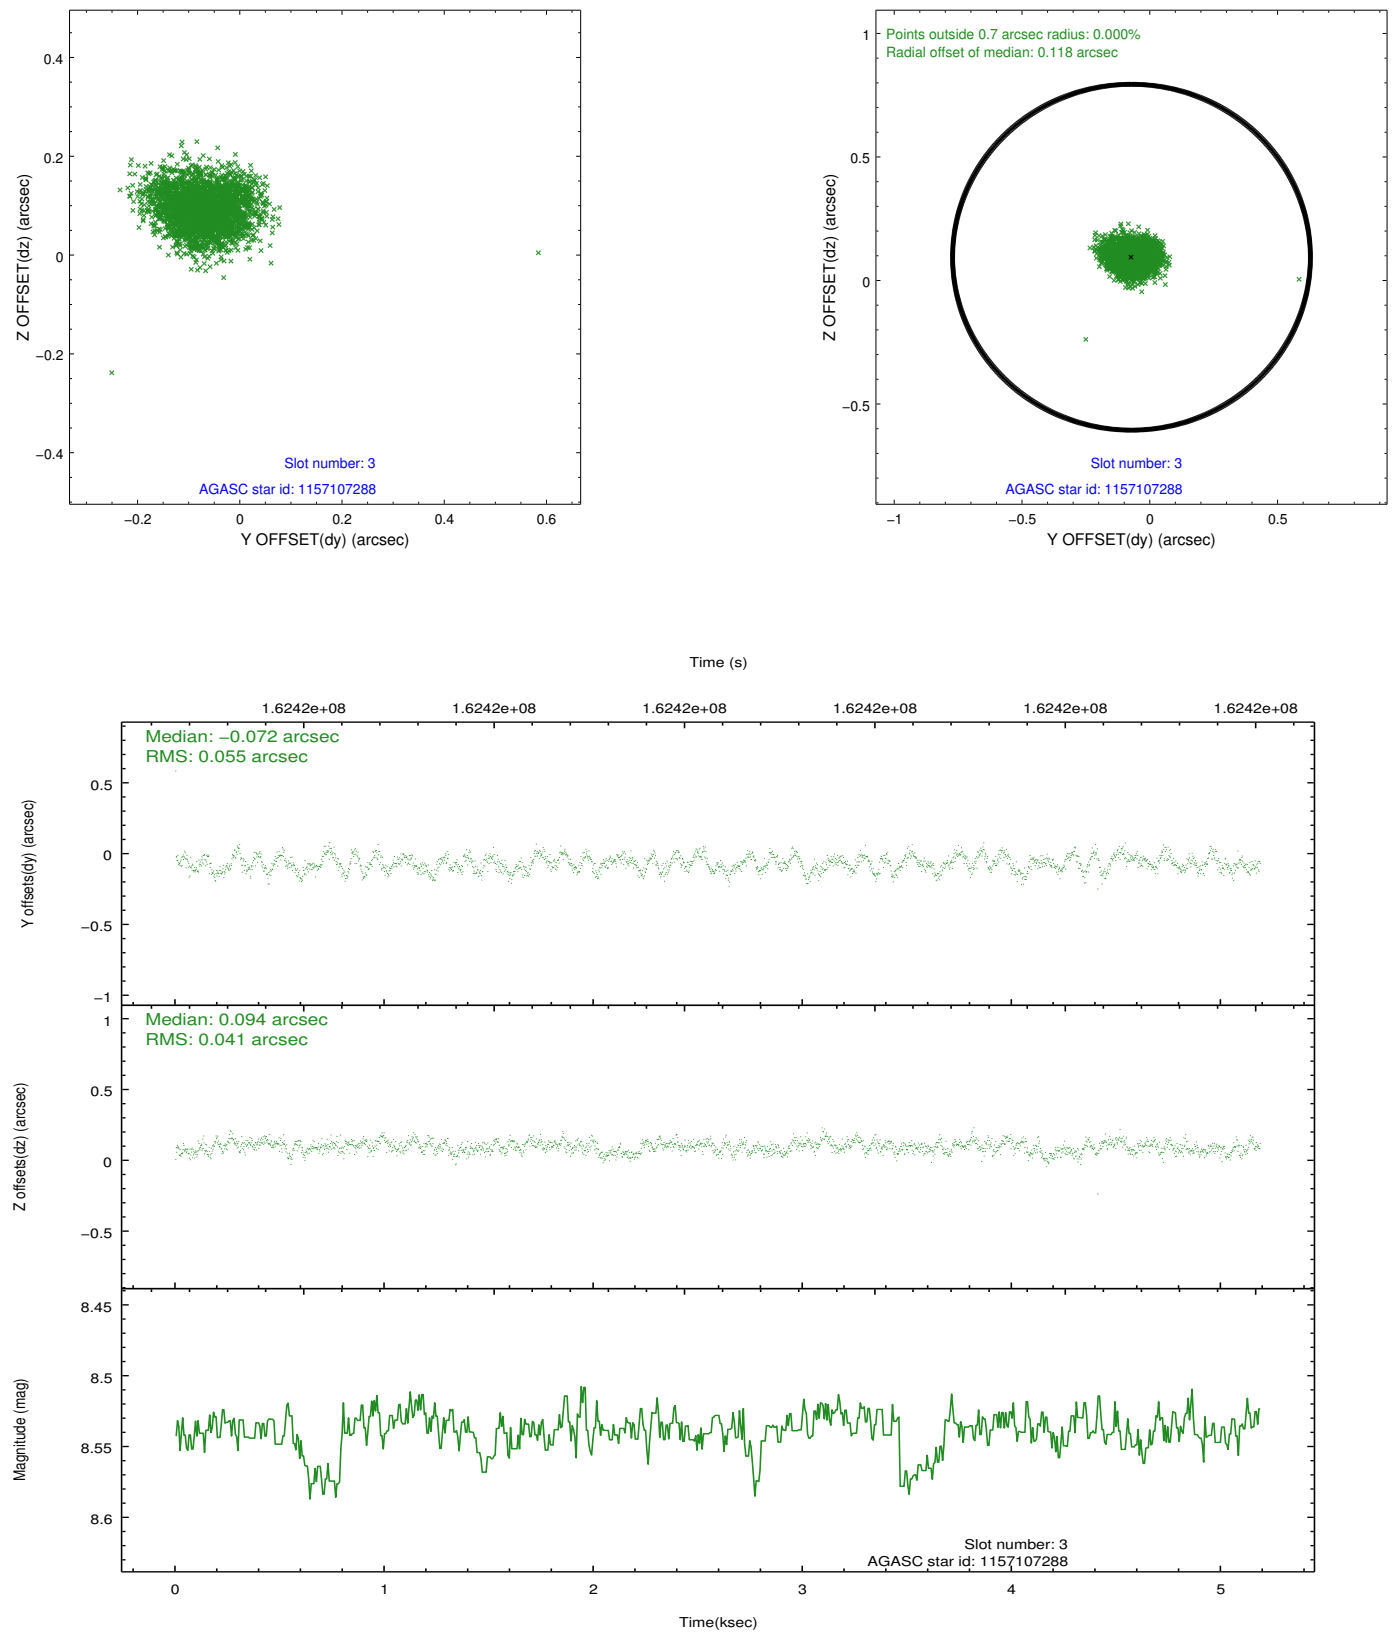 0.4
0.2
0
−0.2
−0.4
Z OFFSET(dz) (arcsec)
Slot number: 3
AGASC star id: 1157107288
−0.2 0 0.2 0.4 0.6
Y OFFSET(dy) (arcsec)
Points outside 0.7 arcsec radius: 0.000%
Radial offset of median: 0.118 arcsec
1
0.5
0
−0.5
Z OFFSET(dz) (arcsec)
Slot number: 3
AGASC star id: 1157107288
−1 −0.5 0 0.5
Y OFFSET(dy) (arcsec)
Time (s)
1.6242e+08 1.6242e+08 1.6242e+08 1.6242e+08 1.6242e+08 1.6242e+08
Median: −0.072 arcsec
RMS: 0.055 arcsec
0.5
0
−0.5
−1
Y offsets(dy) (arcsec)
Median: 0.094 arcsec
RMS: 0.041 arcsec
1
0.5
0
−0.5
Z offsets(dz) (arcsec)
8.45
8.5
8.55
8.6
Magnitude (mag)
Slot number: 3
AGASC star id: 1157107288
0 1 2 3 4 5
Time(ksec)